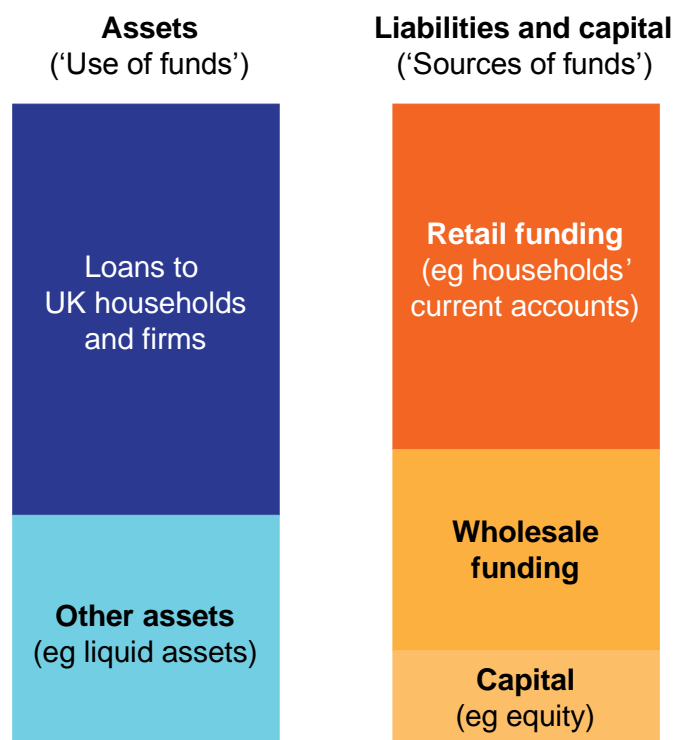 Assets
(‘Use of funds’)
Liabilities and capital
(‘Sources of funds’)
Loans to
UK households
and firms
Other assets
(eg liquid assets)
Retail funding
(eg households’
current accounts)
Wholesale
funding
Capital
(eg equity)